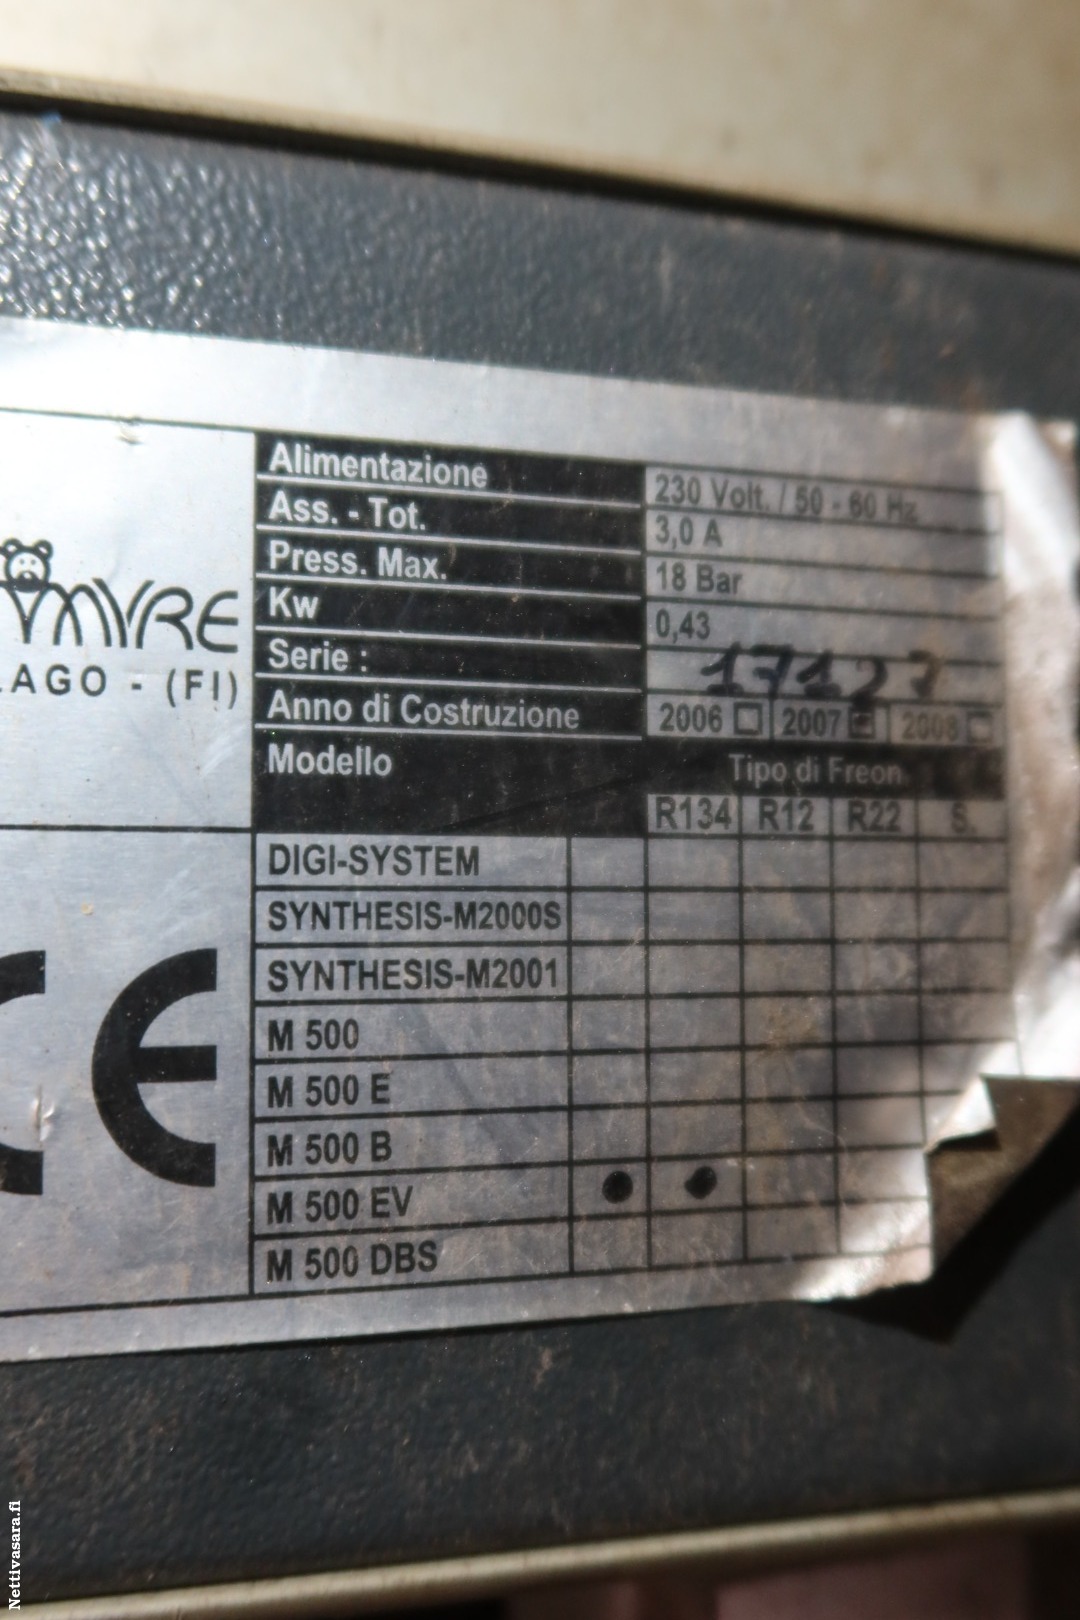 Alimentazione 230 Volt. / 50 - 60 Hz
Ass. - Tot. 3,0 A
Press. Max. 18 Bar
Kw 0,43
Serie : 17127
Anno di Costruzione 2006 2007 2008
MYRE
LAGO - (FI)
Modello Tipo di Freon
R134 R12 R22 S.
DIGI-SYSTEM
SYNTHESIS-M2000S
SYNTHESIS-M2001
CE
M 500
M 500 E
M 500 B
M 500 EV
M 500 DBS
Nettivasara.fi